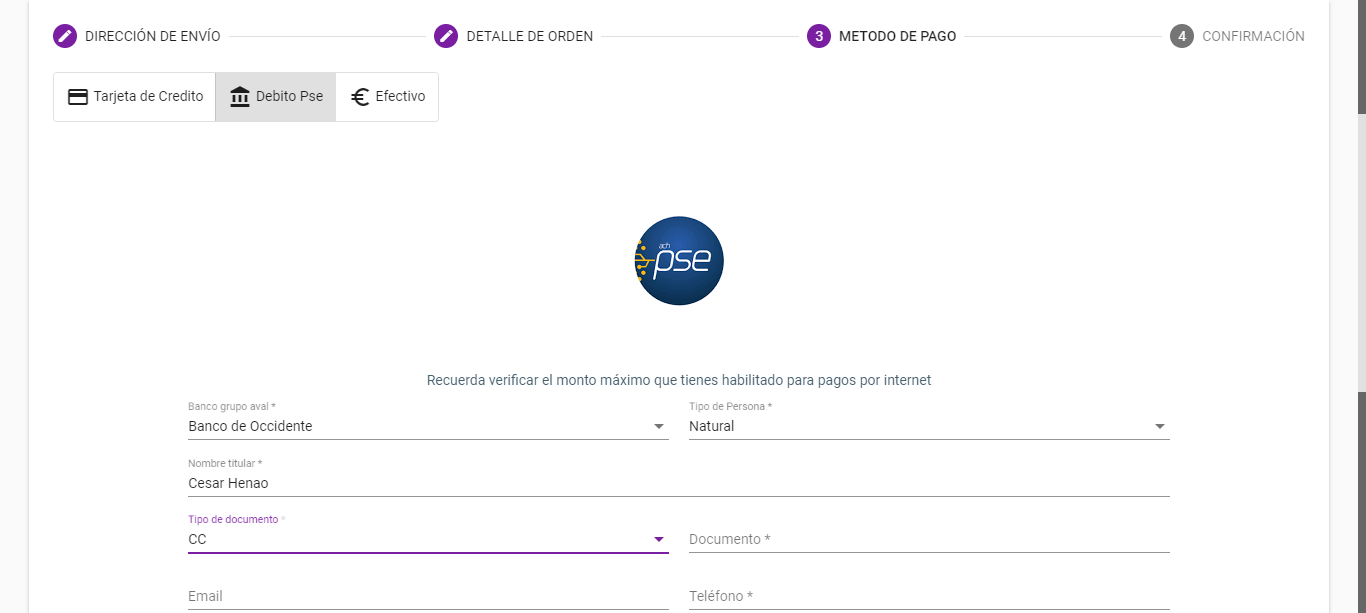 DIRECCIÓN DE ENVÍO
DETALLE DE ORDEN
3 METODO DE PAGO
4 CONFIRMACIÓN
Tarjeta de Credito
Debito Pse
Efectivo
ach
pse
Recuerda verificar el monto máximo que tienes habilitado para pagos por internet
Banco grupo aval *
Banco de Occidente
Tipo de Persona *
Natural
Nombre titular *
Cesar Henao
Tipo de documento *
CC
Documento *
Email
Teléfono *